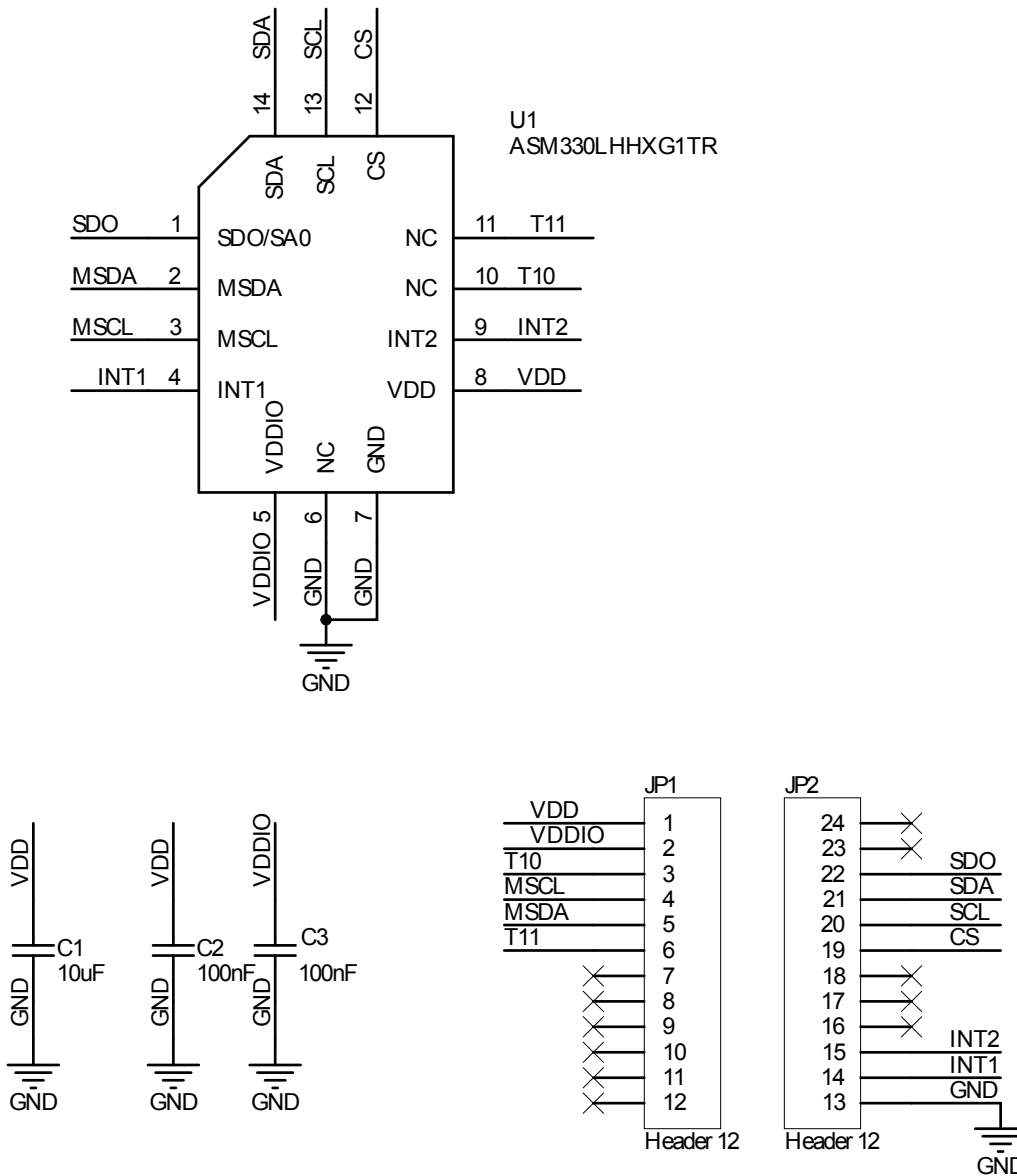 SDA
SCL
CS
14
13
12
U1
ASM330LHHXG1TR
SDA
SCL
CS
SDO 1 SDO/SA0 NC 11 T11
MSDA 2 MSDA NC 10 T10
MSCL 3 MSCL INT2 9 INT2
INT1 4 INT1 VDD 8 VDD
VDDIO
NC
GND
5
6
7
VDDIO
GND
GND
GND
JP1
VDD 1
VDDIO 2
T10 3
MSCL 4
MSDA 5
T11 6
7
8
9
10
11
12
Header 12
JP2
24
23
22 SDO
21 SDA
20 SCL
19 CS
18
17
16
15 INT2
14 INT1
13 GND
Header 12
GND
VDD
C1
10uF
GND
GND
VDD
C2
100nF
GND
GND
VDDIO
C3
100nF
GND
GND